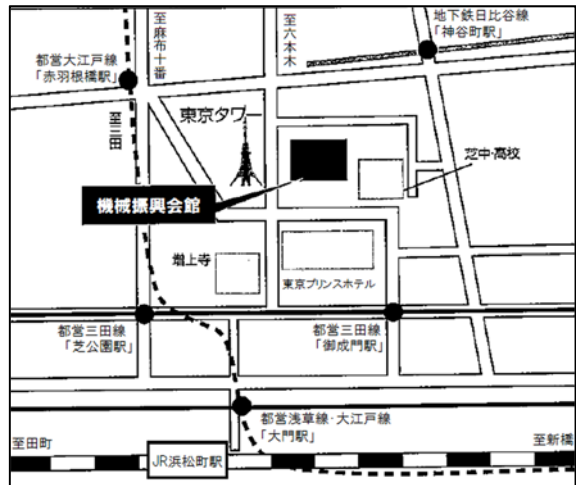 至麻布十番
至六本木
地下鉄日比谷線
「神谷町駅」
都営大江戸線
「赤羽根橋駅」
至三田
東京タワー
芝中・高校
機械振興会館
増上寺
東京プリンスホテル
都営三田線
「芝公園駅」
都営三田線
「御成門駅」
都営浅草線・大江戸線
「大門駅」
至田町
JR浜松町駅
至新橋